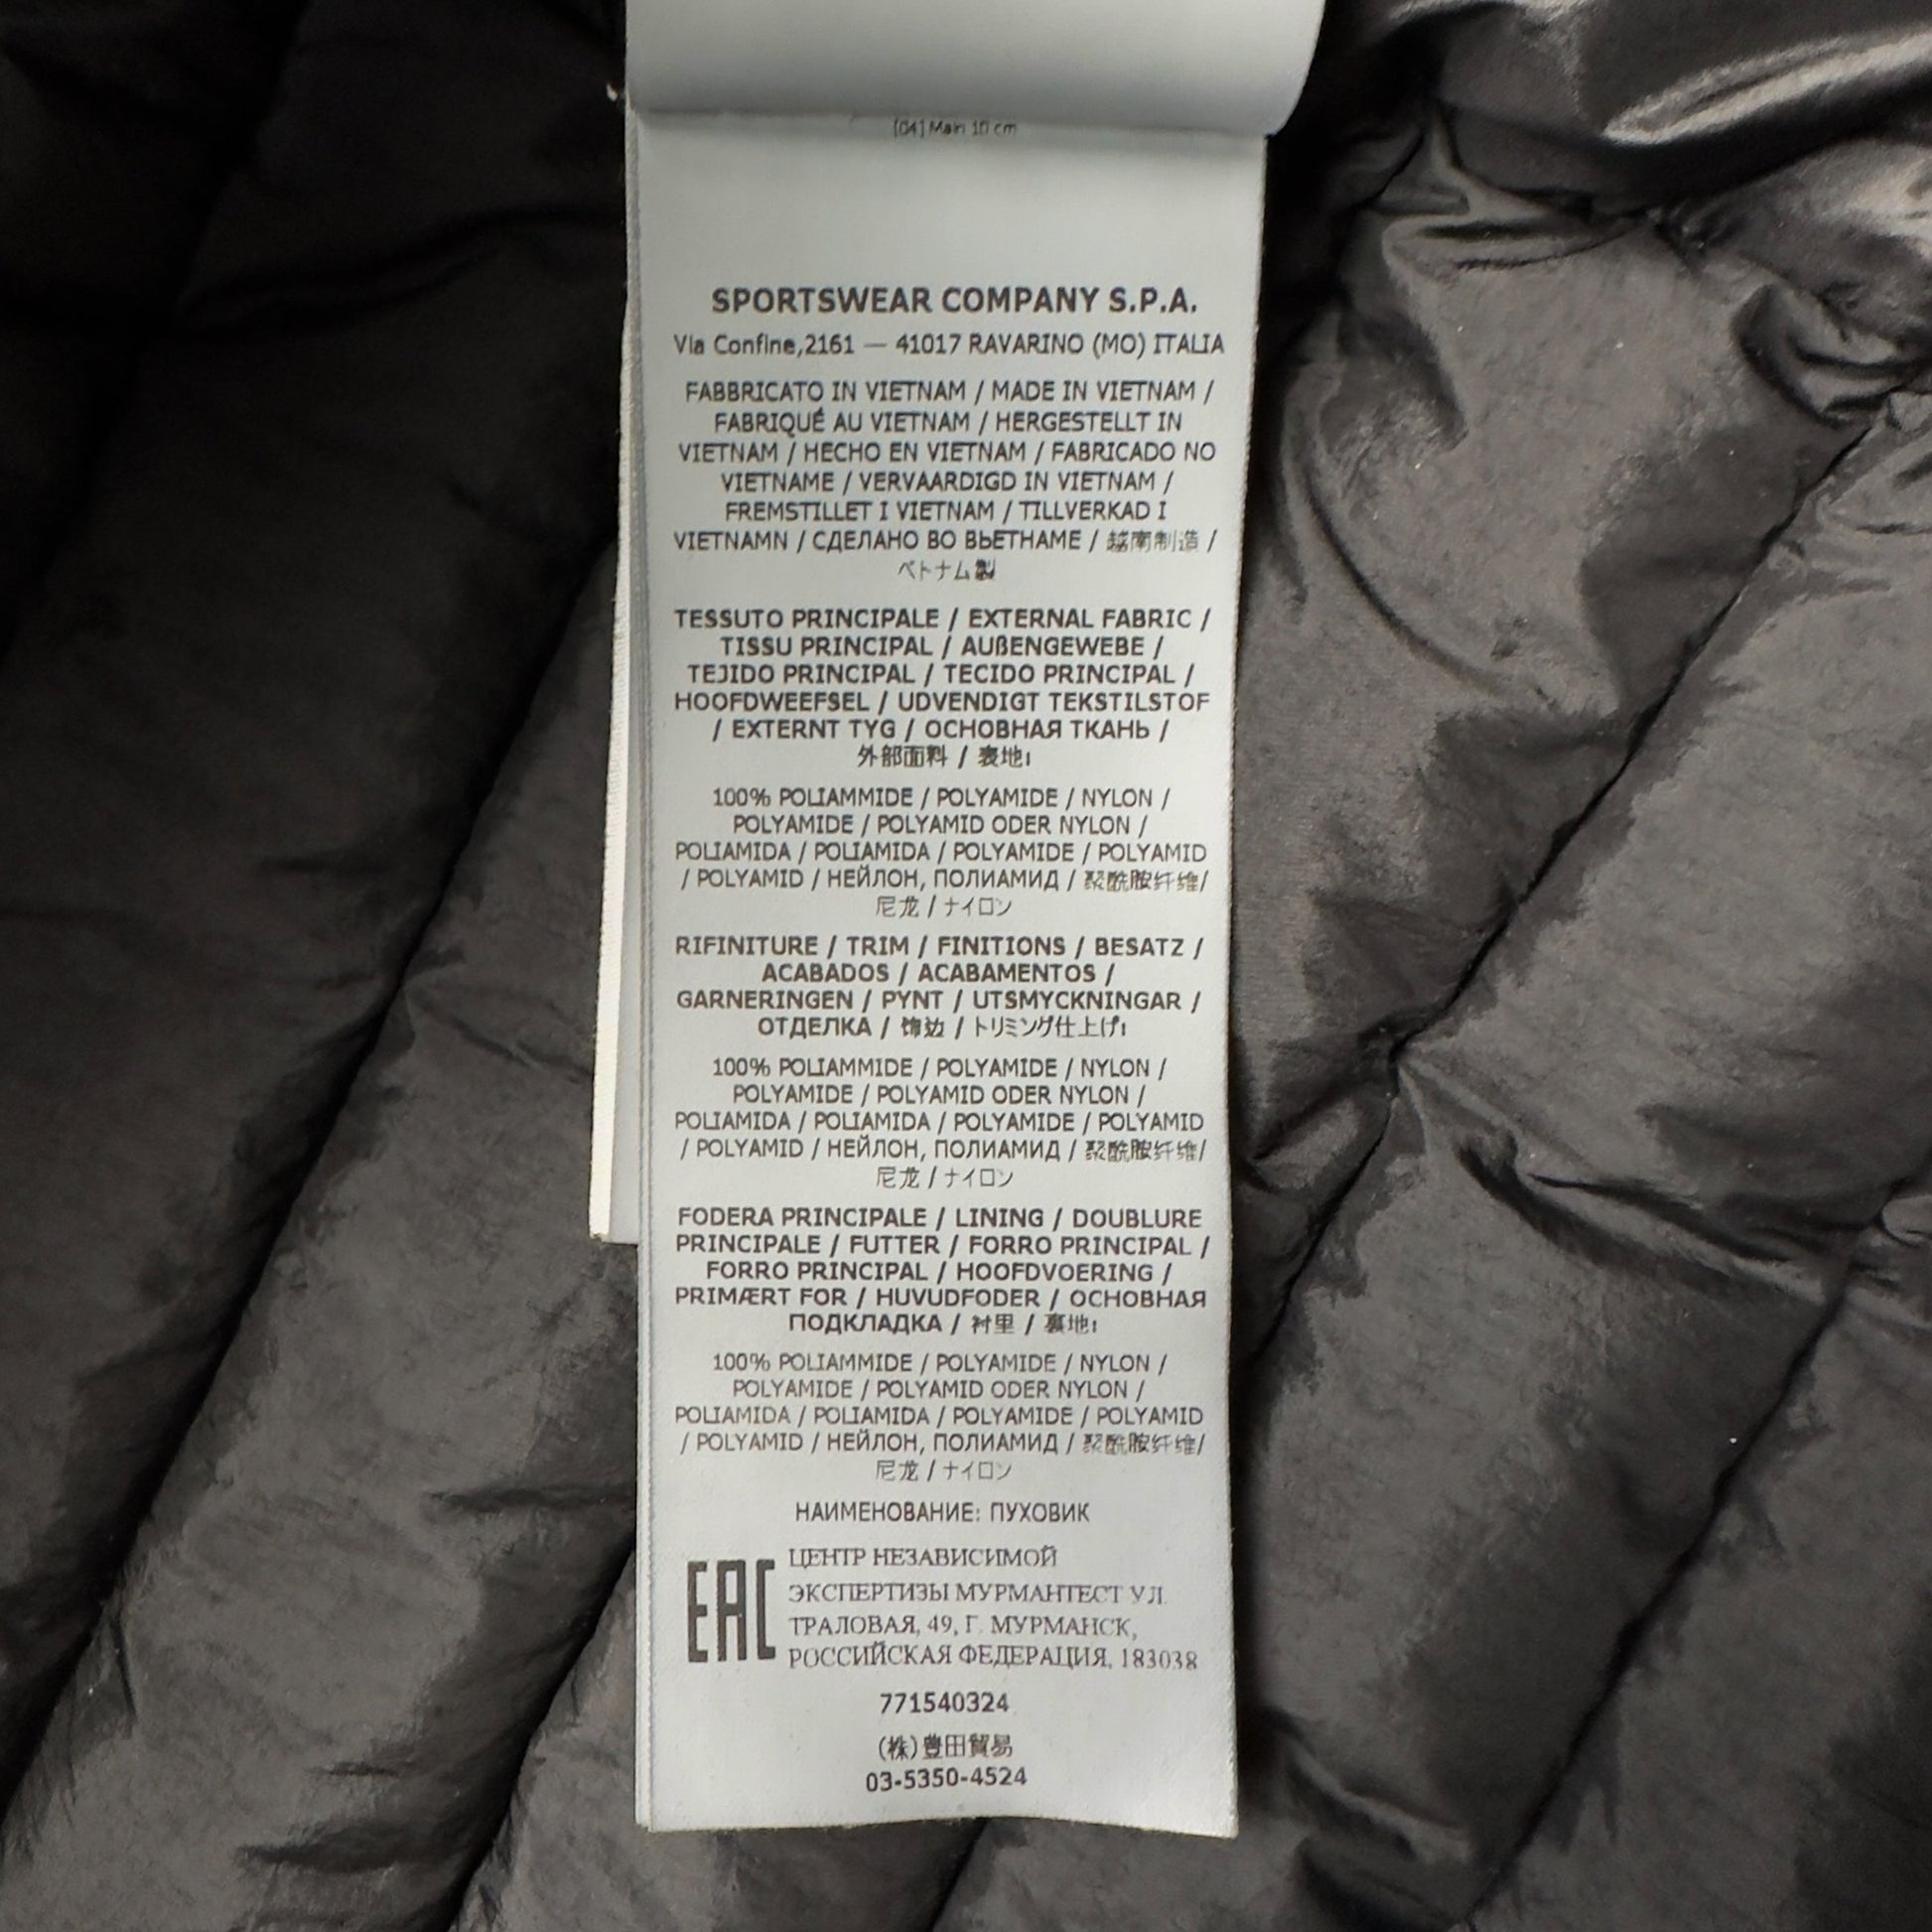 [04] Main 10 cm
SPORTSWEAR COMPANY S.P.A.
Via Confine,2161 — 41017 RAVARINO (MO) ITALIA
FABBRICATO IN VIETNAM / MADE IN VIETNAM /
FABRIQUÉ AU VIETNAM / HERGESTELLT IN
VIETNAM / HECHO EN VIETNAM / FABRICADO NO
VIETNAME / VERVAARDIGD IN VIETNAM /
FREMSTILLET I VIETNAM / TILLVERKAD I
VIETNAMN / СДЕЛАНО ВО ВЬЕТНАМЕ / 越南制造 /
ベトナム製
TESSUTO PRINCIPALE / EXTERNAL FABRIC /
TISSU PRINCIPAL / AUßENGEWEBE /
TEJIDO PRINCIPAL / TECIDO PRINCIPAL /
HOOFDWEEFSEL / UDVENDIGT TEKSTILSTOF
/ EXTERNT TYG / ОСНОВНАЯ ТКАНЬ /
外部面料 / 表地:
100% POLIAMMIDE / POLYAMIDE / NYLON /
POLYAMIDE / POLYAMID ODER NYLON /
POLIAMIDA / POLIAMIDA / POLYAMIDE / POLYAMID
/ POLYAMID / НЕЙЛОН, ПОЛИАМИД / 聚酰胺纤维/
尼龙 / ナイロン
RIFINITURE / TRIM / FINITIONS / BESATZ /
ACABADOS / ACABAMENTOS /
GARNERINGEN / PYNT / UTSMYCKNINGAR /
ОТДЕЛКА / 饰边 / トリミング仕上げ:
100% POLIAMMIDE / POLYAMIDE / NYLON /
POLYAMIDE / POLYAMID ODER NYLON /
POLIAMIDA / POLIAMIDA / POLYAMIDE / POLYAMID
/ POLYAMID / НЕЙЛОН, ПОЛИАМИД / 聚酰胺纤维/
尼龙 / ナイロン
FODERA PRINCIPALE / LINING / DOUBLURE
PRINCIPALE / FUTTER / FORRO PRINCIPAL /
FORRO PRINCIPAL / HOOFDVOERING /
PRIMÆRT FOR / HUVUDFODER / ОСНОВНАЯ
ПОДКЛАДКА / 衬里 / 裏地:
100% POLIAMMIDE / POLYAMIDE / NYLON /
POLYAMIDE / POLYAMID ODER NYLON /
POLIAMIDA / POLIAMIDA / POLYAMIDE / POLYAMID
/ POLYAMID / НЕЙЛОН, ПОЛИАМИД / 聚酰胺纤维/
尼龙 / ナイロン
НАИМЕНОВАНИЕ: ПУХОВИК
EAC
ЦЕНТР НЕЗАВИСИМОЙ
ЭКСПЕРТИЗЫ МУРМАНТЕСТ УЛ.
ТРАЛОВАЯ, 49, Г. МУРМАНСК,
РОССИЙСКАЯ ФЕДЕРАЦИЯ, 183038
771540324
(株)豊田貿易
03-5350-4524